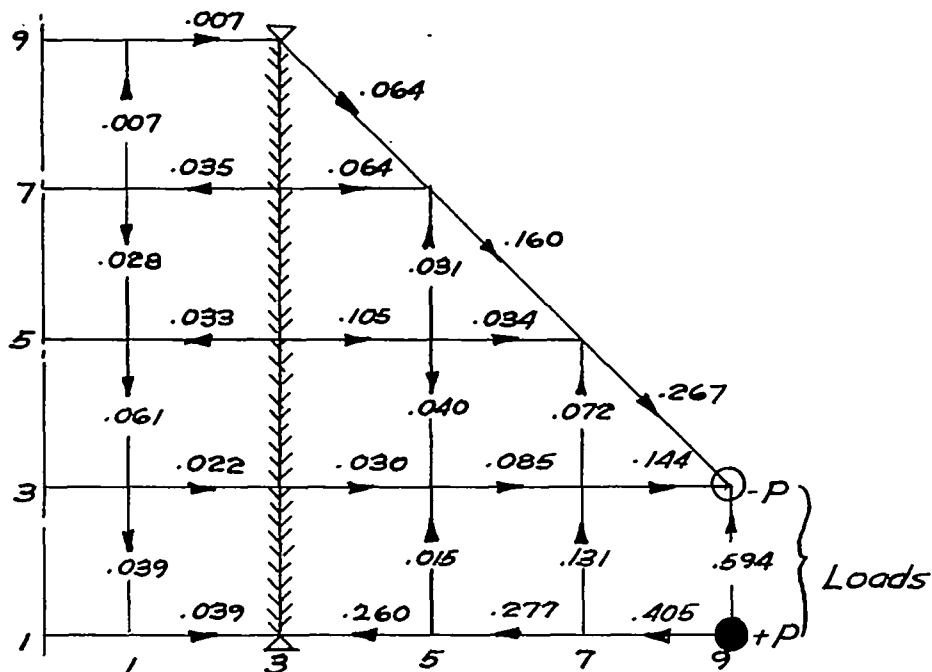 .007
9
.064
.007
.035 .064
7
.160
.028 .031
.033 .105 .034
5
.267
.061 .040 .072
.022 .030 .085 .144
3 -P
.039 .015 .131 .594 Loads
.039 .260 .277 .405
1 +P
1 3 5 7 9